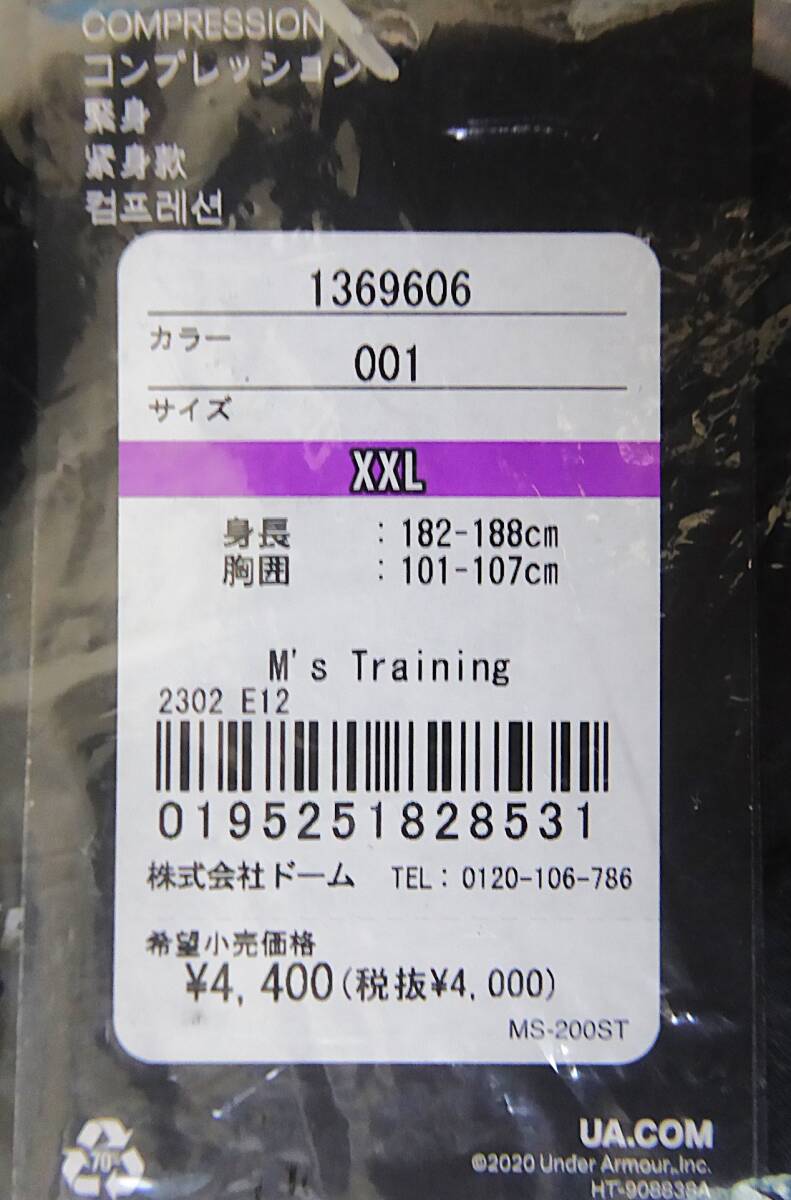 COMPRESSION
コンプレッション
緊身
紧身款
컴프레션
1369606
カラー
001
サイズ
XXL
身長 : 182-188cm
胸囲 : 101-107cm
M's Training
2302 E12
0195251828531
株式会社ドーム TEL: 0120-106-786
希望小売価格
¥4,400(税抜¥4,000)
MS-200ST
70%
UA.COM
©2020 Under Armour, Inc.